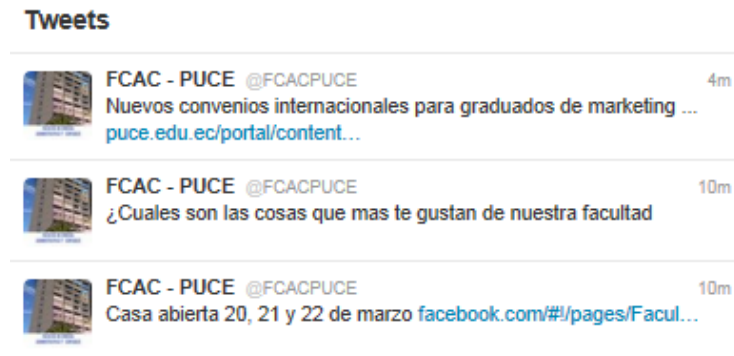 Tweets
FCAC - PUCE @FCACPUCE 4m
Nuevos convenios internacionales para graduados de marketing ...
puce.edu.ec/portal/content…
FCAC - PUCE @FCACPUCE 10m
¿Cuales son las cosas que mas te gustan de nuestra facultad
FCAC - PUCE @FCACPUCE 10m
Casa abierta 20, 21 y 22 de marzo facebook.com/#!/pages/Facul…